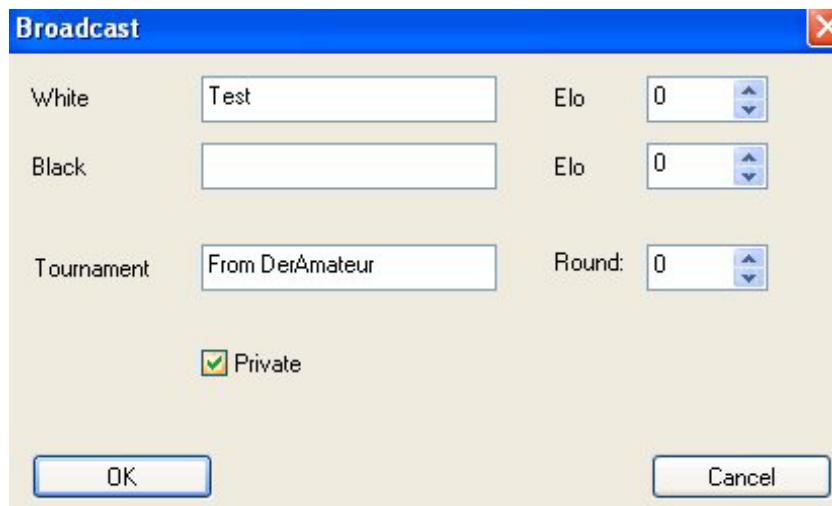 Broadcast
White Test Elo 0
Black Elo 0
Tournament From DerAmateur Round: 0
Private
OK Cancel